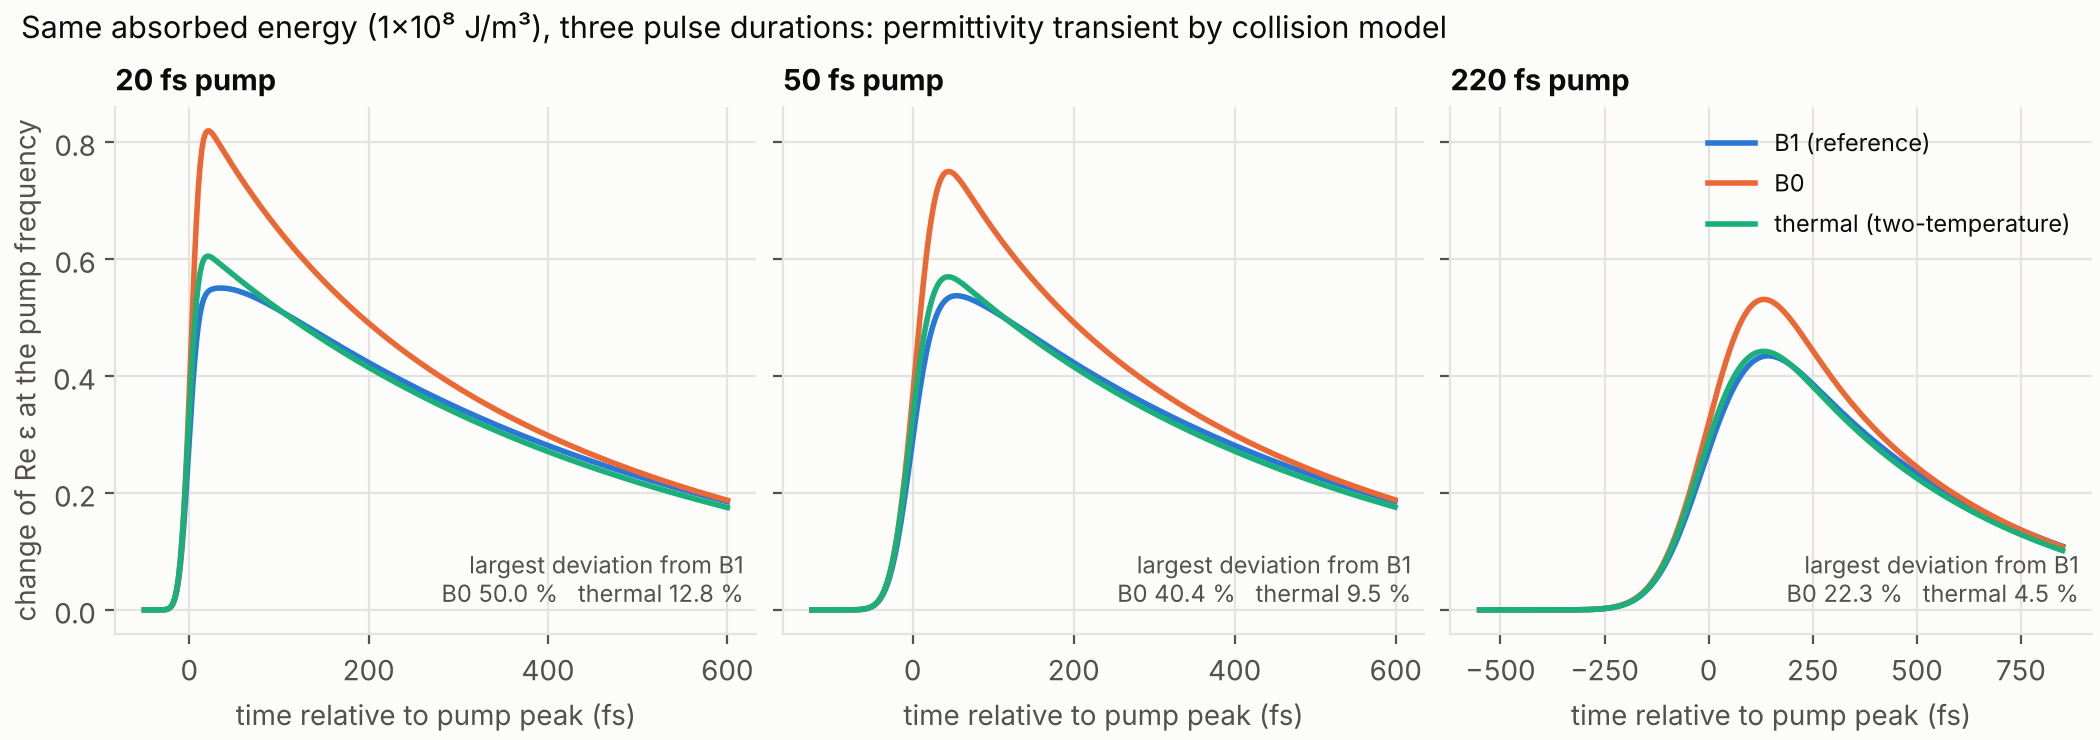 Same absorbed energy (1×10⁸ J/m³), three pulse durations: permittivity transient by collision model
20 fs pump
50 fs pump
220 fs pump
change of Re ε at the pump frequency
0.8
0.6
0.4
0.2
0.0
B1 (reference)
B0
thermal (two-temperature)
largest deviation from B1
B0 50.0 % thermal 12.8 %
largest deviation from B1
B0 40.4 % thermal 9.5 %
largest deviation from B1
B0 22.3 % thermal 4.5 %
0 200 400 600
0 200 400 600
−500 −250 0 250 500 750
time relative to pump peak (fs)
time relative to pump peak (fs)
time relative to pump peak (fs)